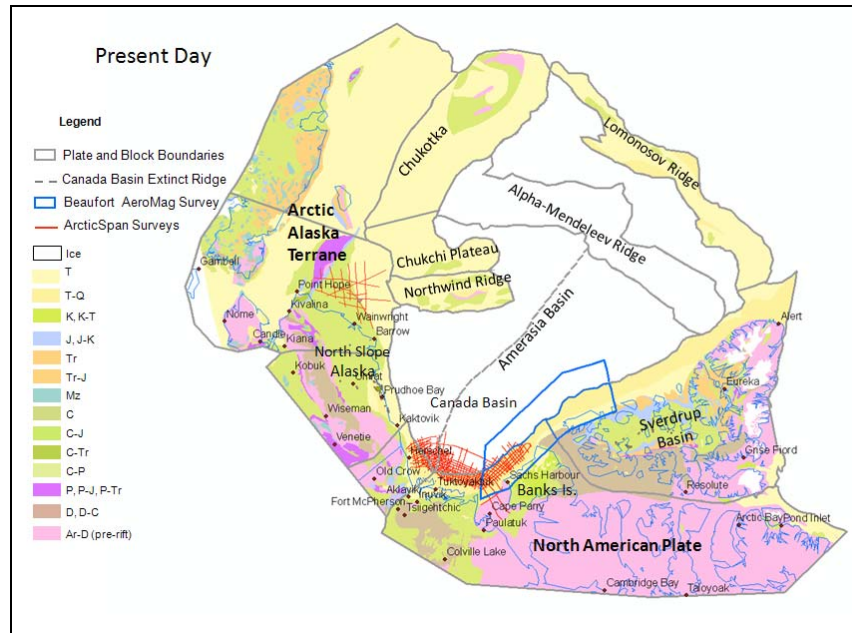 Present Day
Legend
Plate and Block Boundaries
Canada Basin Extinct Ridge
Beaufort AeroMag Survey
ArcticSpan Surveys
Ice
T
T-Q
K, K-T
J, J-K
Tr
Tr-J
Mz
C
C-J
C-Tr
C-P
P, P-J, P-Tr
D, D-C
Ar-D (pre-rift)
Chukotka
Lomonosov Ridge
Alpha-Mendeleev Ridge
Arctic
Alaska
Terrane
Chukchi Plateau
Northwind Ridge
Amerasia Basin
Canada Basin
Gambell
Nome
Candle
Kiana
Kivalina
Point Hope
Wainwright
Barrow
North Slope
Alaska
Kobuk
Umiat
Prudhoe Bay
Wiseman
Kaktovik
Venetie
Herschel
Old Crow
Tuktoyaktuk
Aklavik
Inuvik
Fort McPherson
Tsiigehtchic
Sachs Harbour
Banks Is.
Cape Parry
Paulatuk
Colville Lake
Alert
Eureka
Sverdrup
Basin
Grise Fiord
Resolute
Arctic Bay
Pond Inlet
North American Plate
Cambridge Bay
Taloyoak